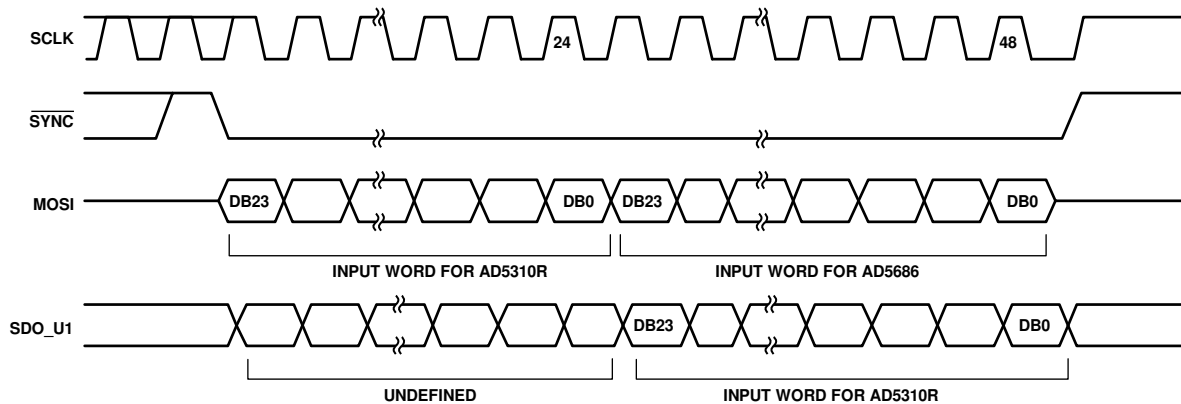 SCLK
24
48
SYNC
MOSI
DB23
DB0
DB23
DB0
INPUT WORD FOR AD5310R
INPUT WORD FOR AD5686
SDO_U1
DB23
DB0
UNDEFINED
INPUT WORD FOR AD5310R